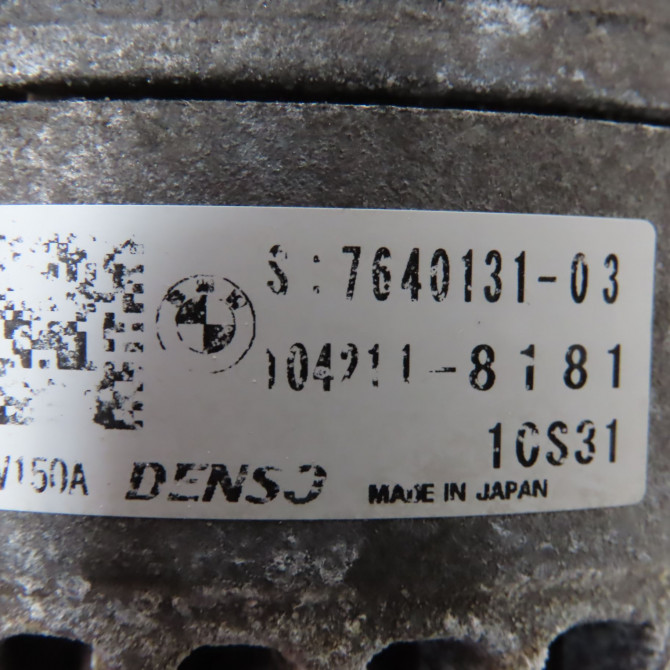 S:7640131-03
104211-8181
1CS31
V150A DENSO MADE IN JAPAN